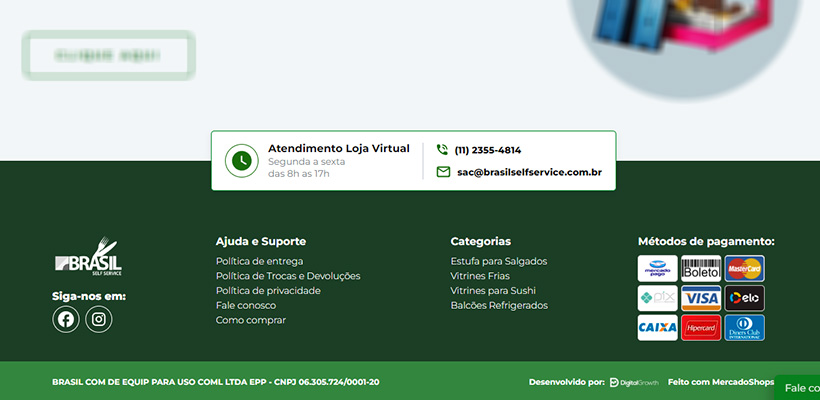 CLIQUE AQUI
Atendimento Loja Virtual
Segunda a sexta
das 8h as 17h
(11) 2355-4814
sac@brasilselfservice.com.br
BRASIL
SELF SERVICE
Siga-nos em:
Ajuda e Suporte
Política de entrega
Política de Trocas e Devoluções
Política de privacidade
Fale conosco
Como comprar
Categorias
Estufa para Salgados
Vitrines Frias
Vitrines para Sushi
Balcões Refrigerados
Métodos de pagamento:
mercado
pago
Boleto
MasterCard
pix
VISA
elo
CAIXA
Hipercard
Diners Club
INTERNATIONAL
BRASIL COM DE EQUIP PARA USO COML LTDA EPP - CNPJ 06.305.724/0001-20
Desenvolvido por:
DigitalGrowth
Feito com MercadoShops
Fale co